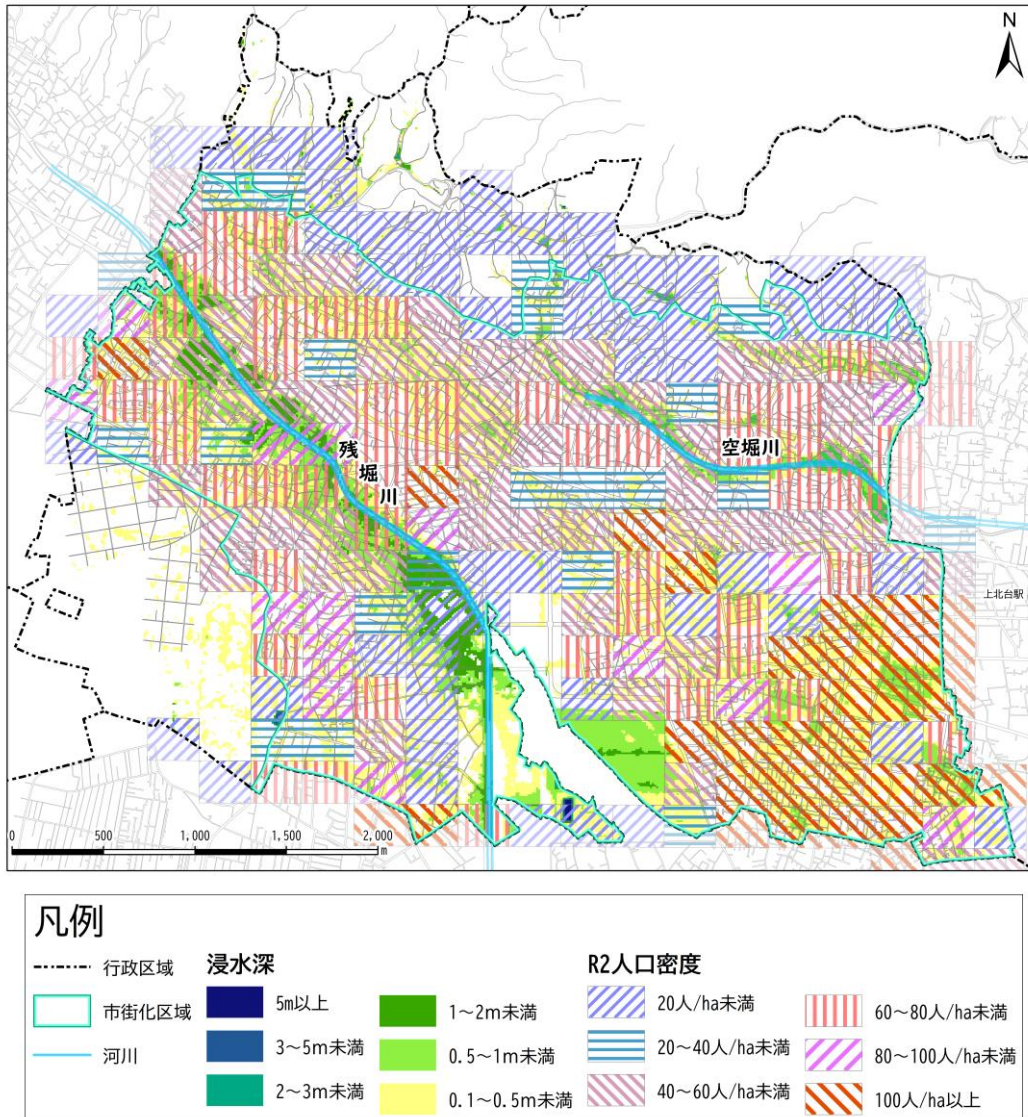 N
残堀川
空堀川
上北台駅
0 500 1,000 1,500 2,000
m
凡例
行政区域
市街化区域
河川
浸水深
5m以上
3～5m未満
2～3m未満
1～2m未満
0.5～1m未満
0.1～0.5m未満
R2人口密度
20人/ha未満
20～40人/ha未満
40～60人/ha未満
60～80人/ha未満
80～100人/ha未満
100人/ha以上